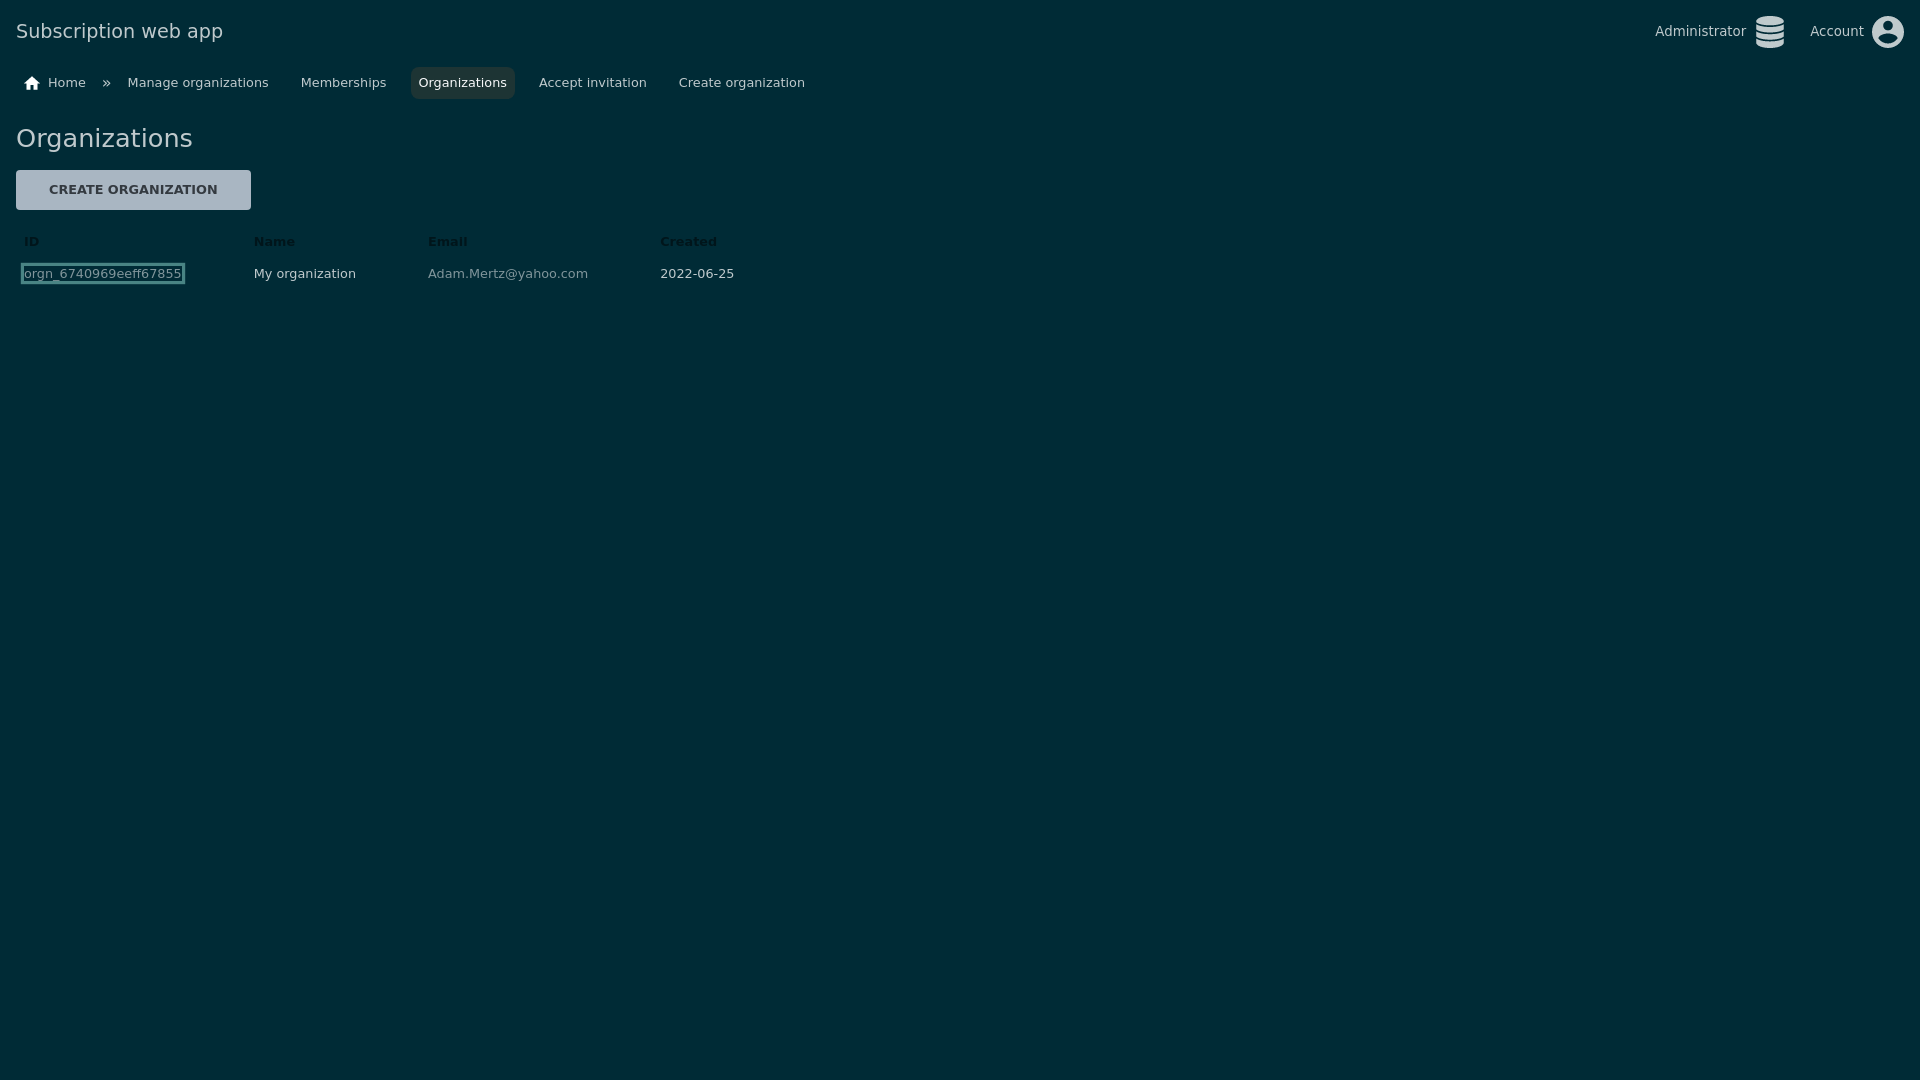 Subscription web app
Administrator
Account
Home » Manage organizations Memberships Organizations Accept invitation Create organization
Organizations
CREATE ORGANIZATION
ID Name Email Created
orgn_6740969eeff67855 My organization Adam.Mertz@yahoo.com 2022-06-25